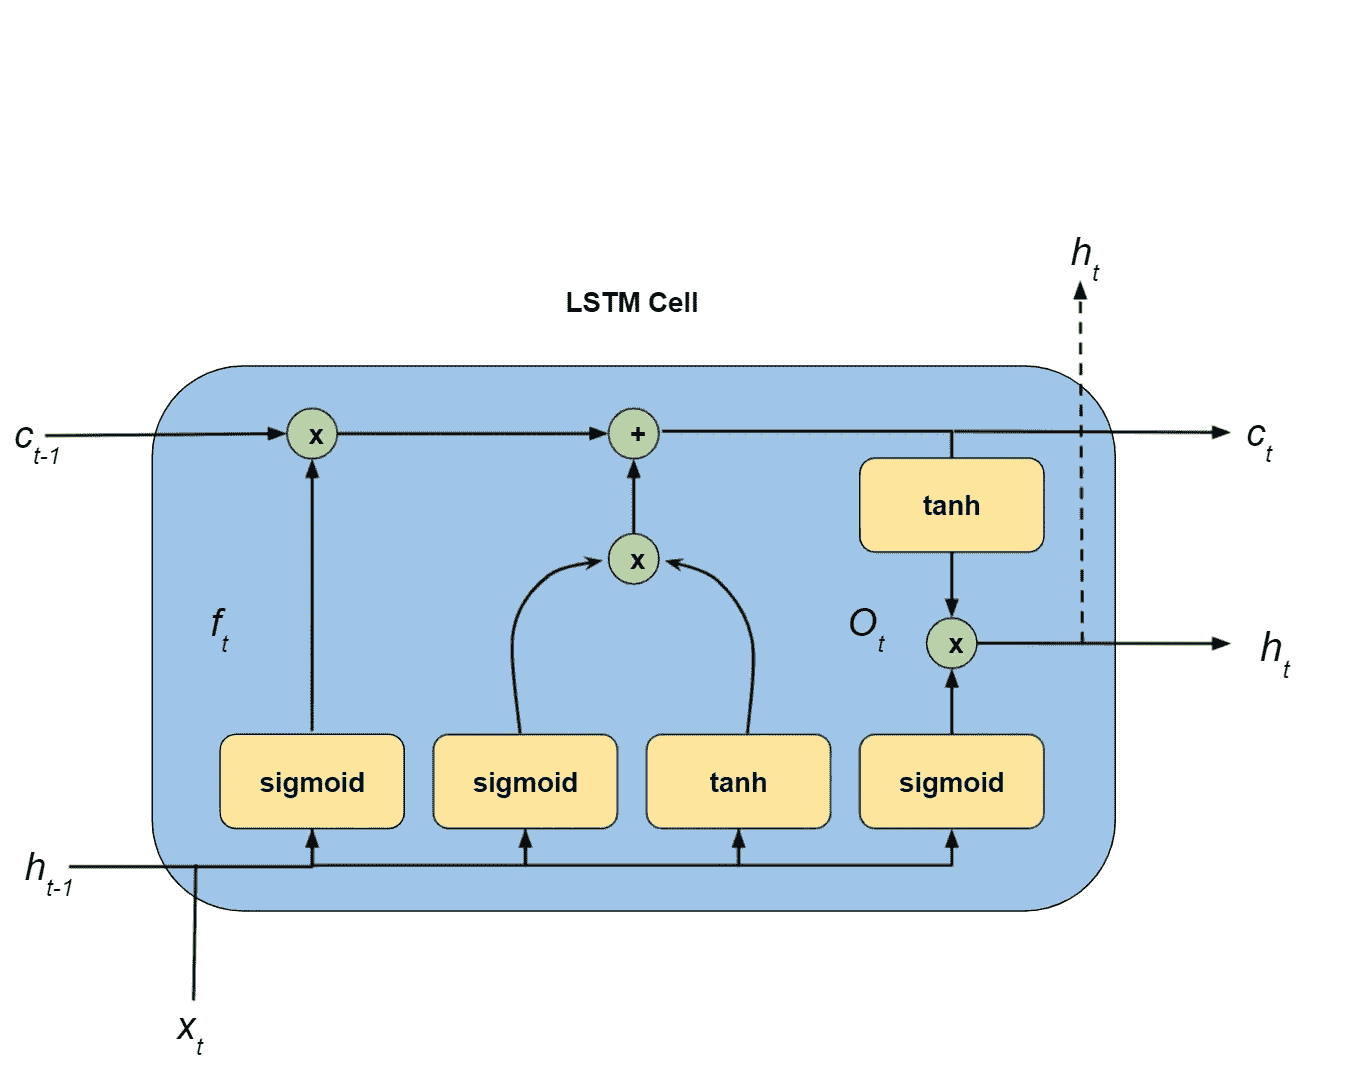 h_t
LSTM Cell
c_{t-1}
x
+
c_t
tanh
x
f_t
O_t
x
h_t
sigmoid
sigmoid
tanh
sigmoid
h_{t-1}
x_t